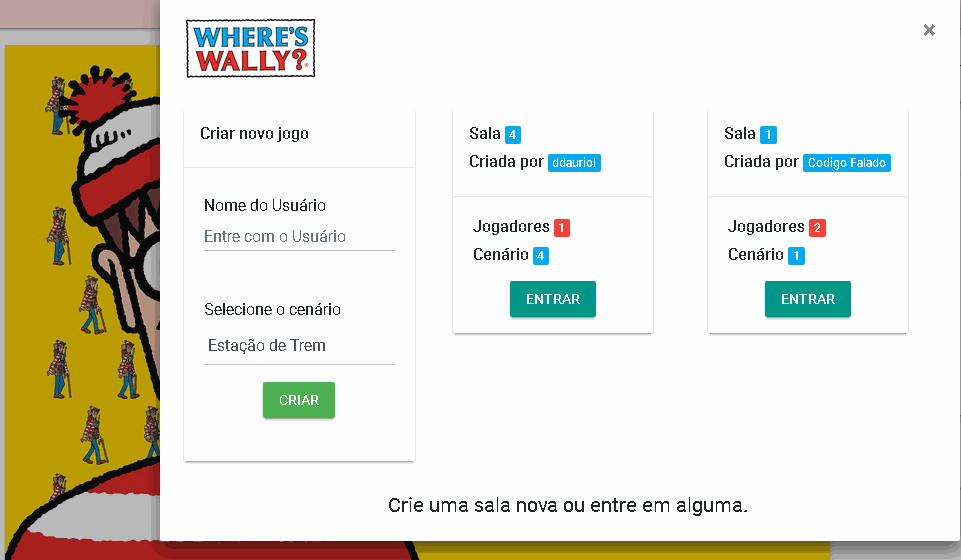 WHERE'S
WALLY?
×
Criar novo jogo
Nome do Usuário
Entre com o Usuário
Selecione o cenário
Estação de Trem
CRIAR
Sala 4
Criada por ddauriol
Jogadores 1
Cenário 4
ENTRAR
Sala 1
Criada por Codigo Falado
Jogadores 2
Cenário 1
ENTRAR
Crie uma sala nova ou entre em alguma.